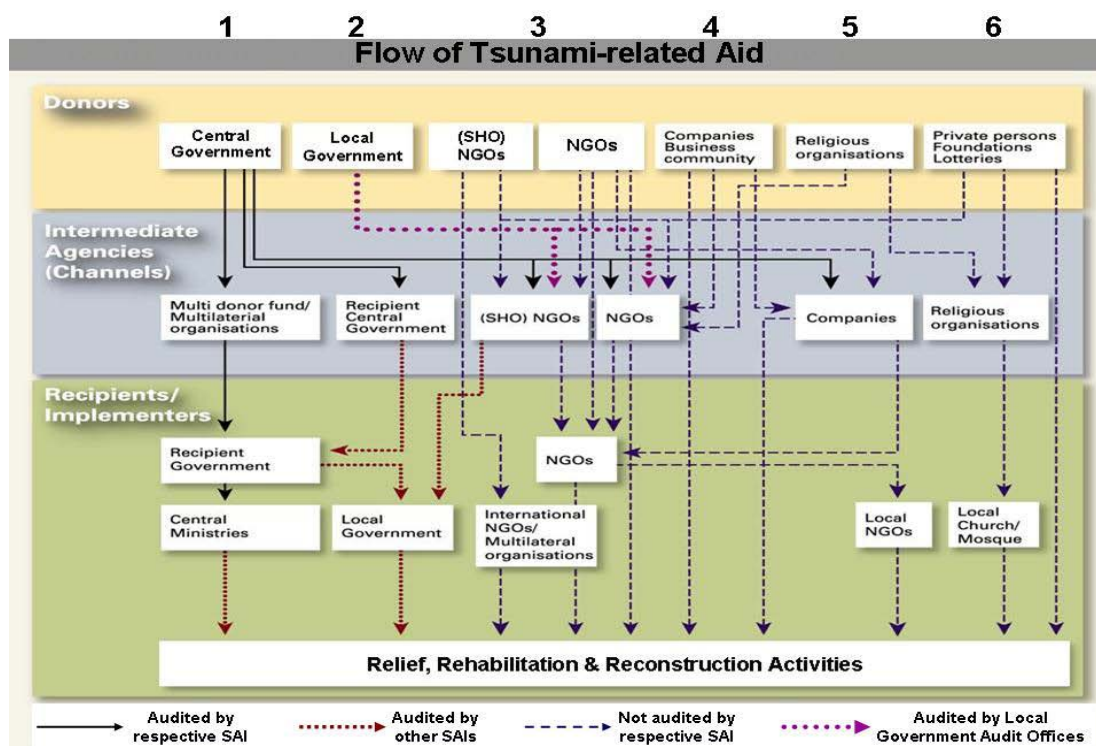 1 2 3 4 5 6
Flow of Tsunami-related Aid
Donors
Central
Government
Local
Government
(SHO)
NGOs
NGOs
Companies
Business
community
Religious
organisations
Private persons
Foundations
Lotteries
Intermediate
Agencies
(Channels)
Multi donor fund/
Multilaterial
organisations
Recipient
Central
Government
(SHO) NGOs
NGOs
Companies
Religious
organisations
Recipients/
Implementers
Recipient
Government
NGOs
Central
Ministries
Local
Government
International
NGOs/
Multilateral
organisations
Local
NGOs
Local
Church/
Mosque
Relief, Rehabilitation & Reconstruction Activities
Audited by
respective SAI
Audited by
other SAIs
Not audited by
respective SAI
Audited by Local
Government Audit Offices